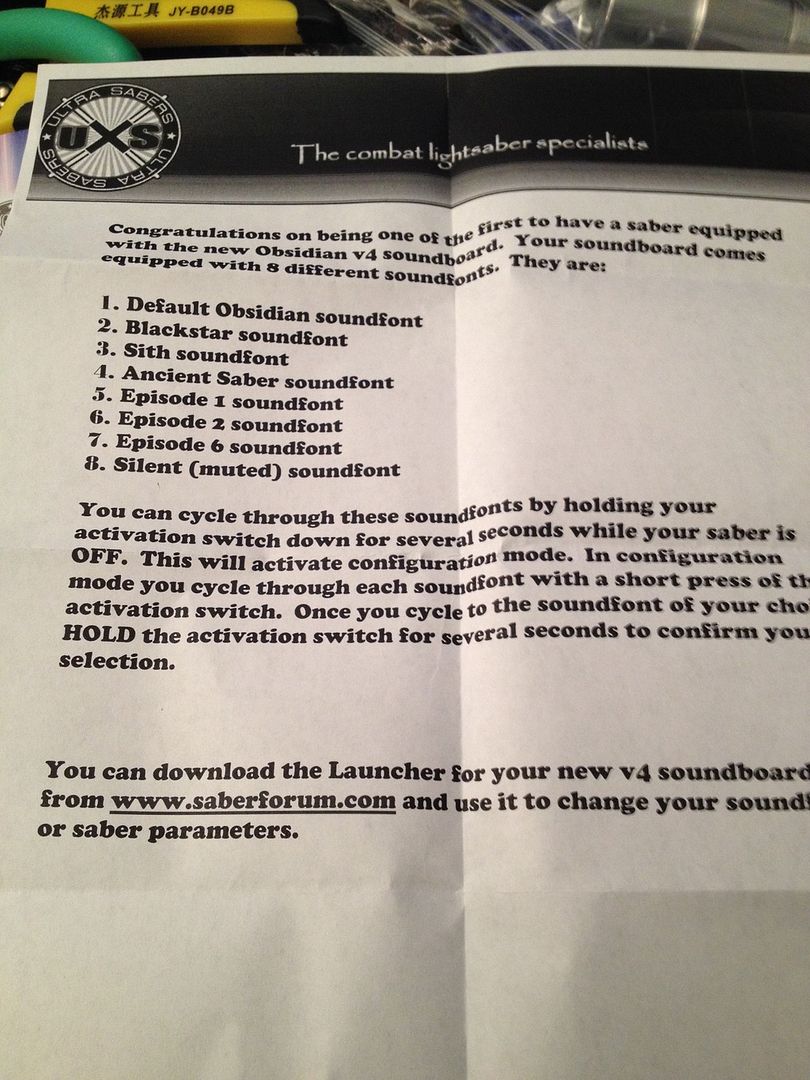 杰源工具 JY-B049B
ULTRA SABERS
UXS
ULTRA SABERS
The combat lightsaber specialists
Congratulations on being one of the first to have a saber equipped
with the new Obsidian v4 soundboard. Your soundboard comes
equipped with 8 different soundfonts. They are:
1. Default Obsidian soundfont
2. Blackstar soundfont
3. Sith soundfont
4. Ancient Saber soundfont
5. Episode 1 soundfont
6. Episode 2 soundfont
7. Episode 6 soundfont
8. Silent (muted) soundfont
You can cycle through these soundfonts by holding your
activation switch down for several seconds while your saber is
OFF. This will activate configuration mode. In configuration
mode you cycle through each soundfont with a short press of th
activation switch. Once you cycle to the soundfont of your cho
HOLD the activation switch for several seconds to confirm you
selection.
You can download the Launcher for your new v4 soundboard
from www.saberforum.com and use it to change your soundf
or saber parameters.